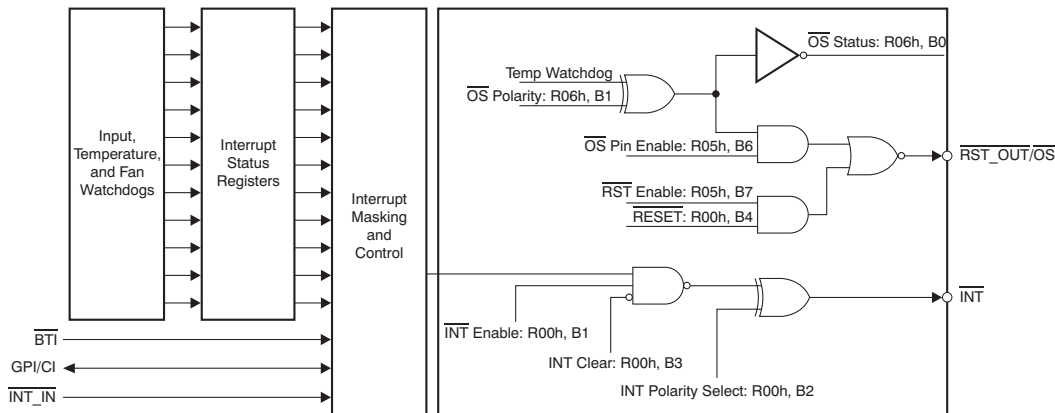 Input,
Temperature,
and Fan
Watchdogs
Interrupt
Status
Registers
Interrupt
Masking
and
Control
BTI
GPI/CI
INT_IN
OS Status: R06h, B0
Temp Watchdog
OS Polarity: R06h, B1
OS Pin Enable: R05h, B6
RST Enable: R05h, B7
RESET: R00h, B4
RST_OUT/OS
INT Enable: R00h, B1
INT Clear: R00h, B3
INT Polarity Select: R00h, B2
INT